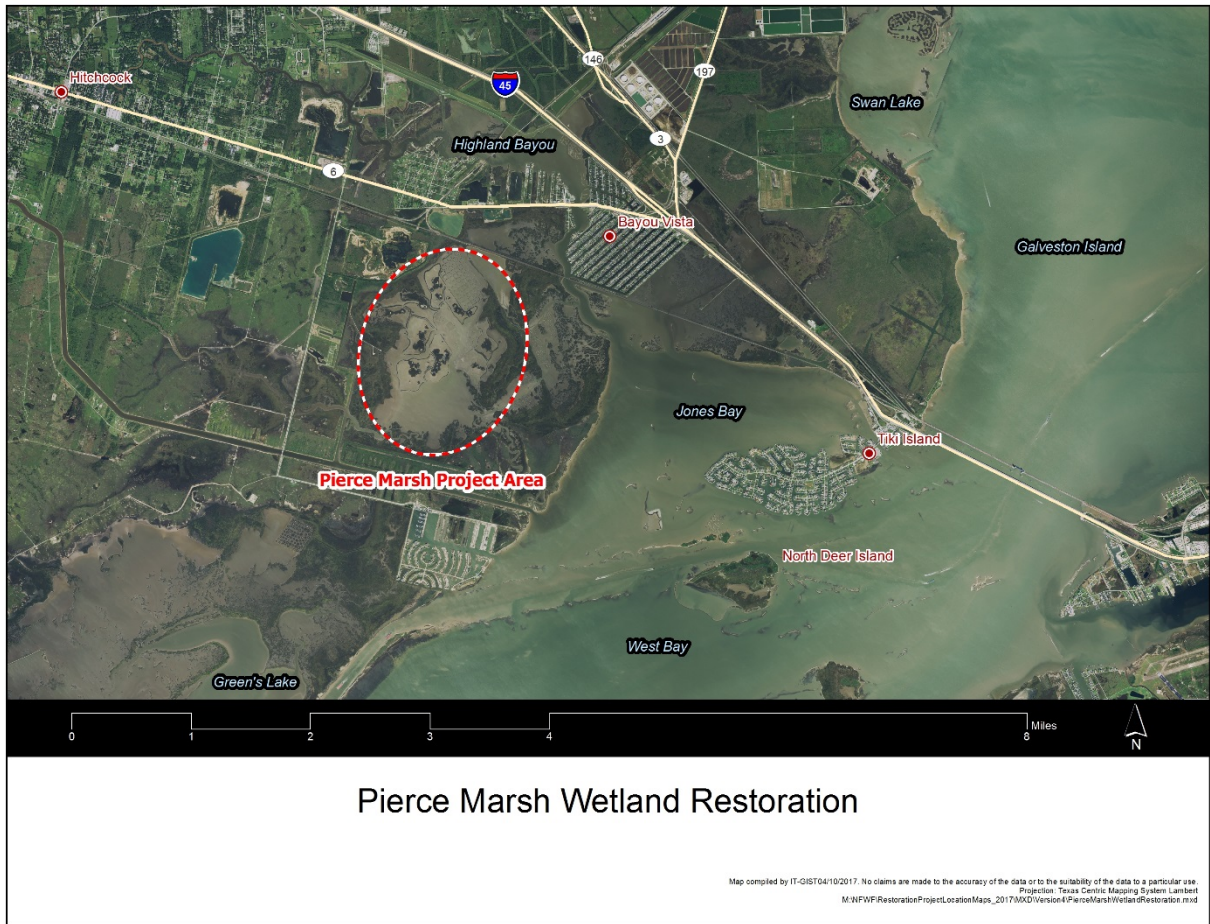 146
197
Hitchcock
45
Swan Lake
3
Highland Bayou
6
Bayou Vista
Galveston Island
Jones Bay
Tiki Island
Pierce Marsh Project Area
North Deer Island
West Bay
Green's Lake
0 1 2 3 4 8 Miles
N
Pierce Marsh Wetland Restoration
Map compiled by IT-GIST04/10/2017. No claims are made to the accuracy of the data or to the suitability of the data to a particular use.
Projection: Texas Centric Mapping System Lambert
M:\NFWF\RestorationProjectLocationMaps_2017\MXD\Version4\PierceMarshWetlandRestoration.mxd